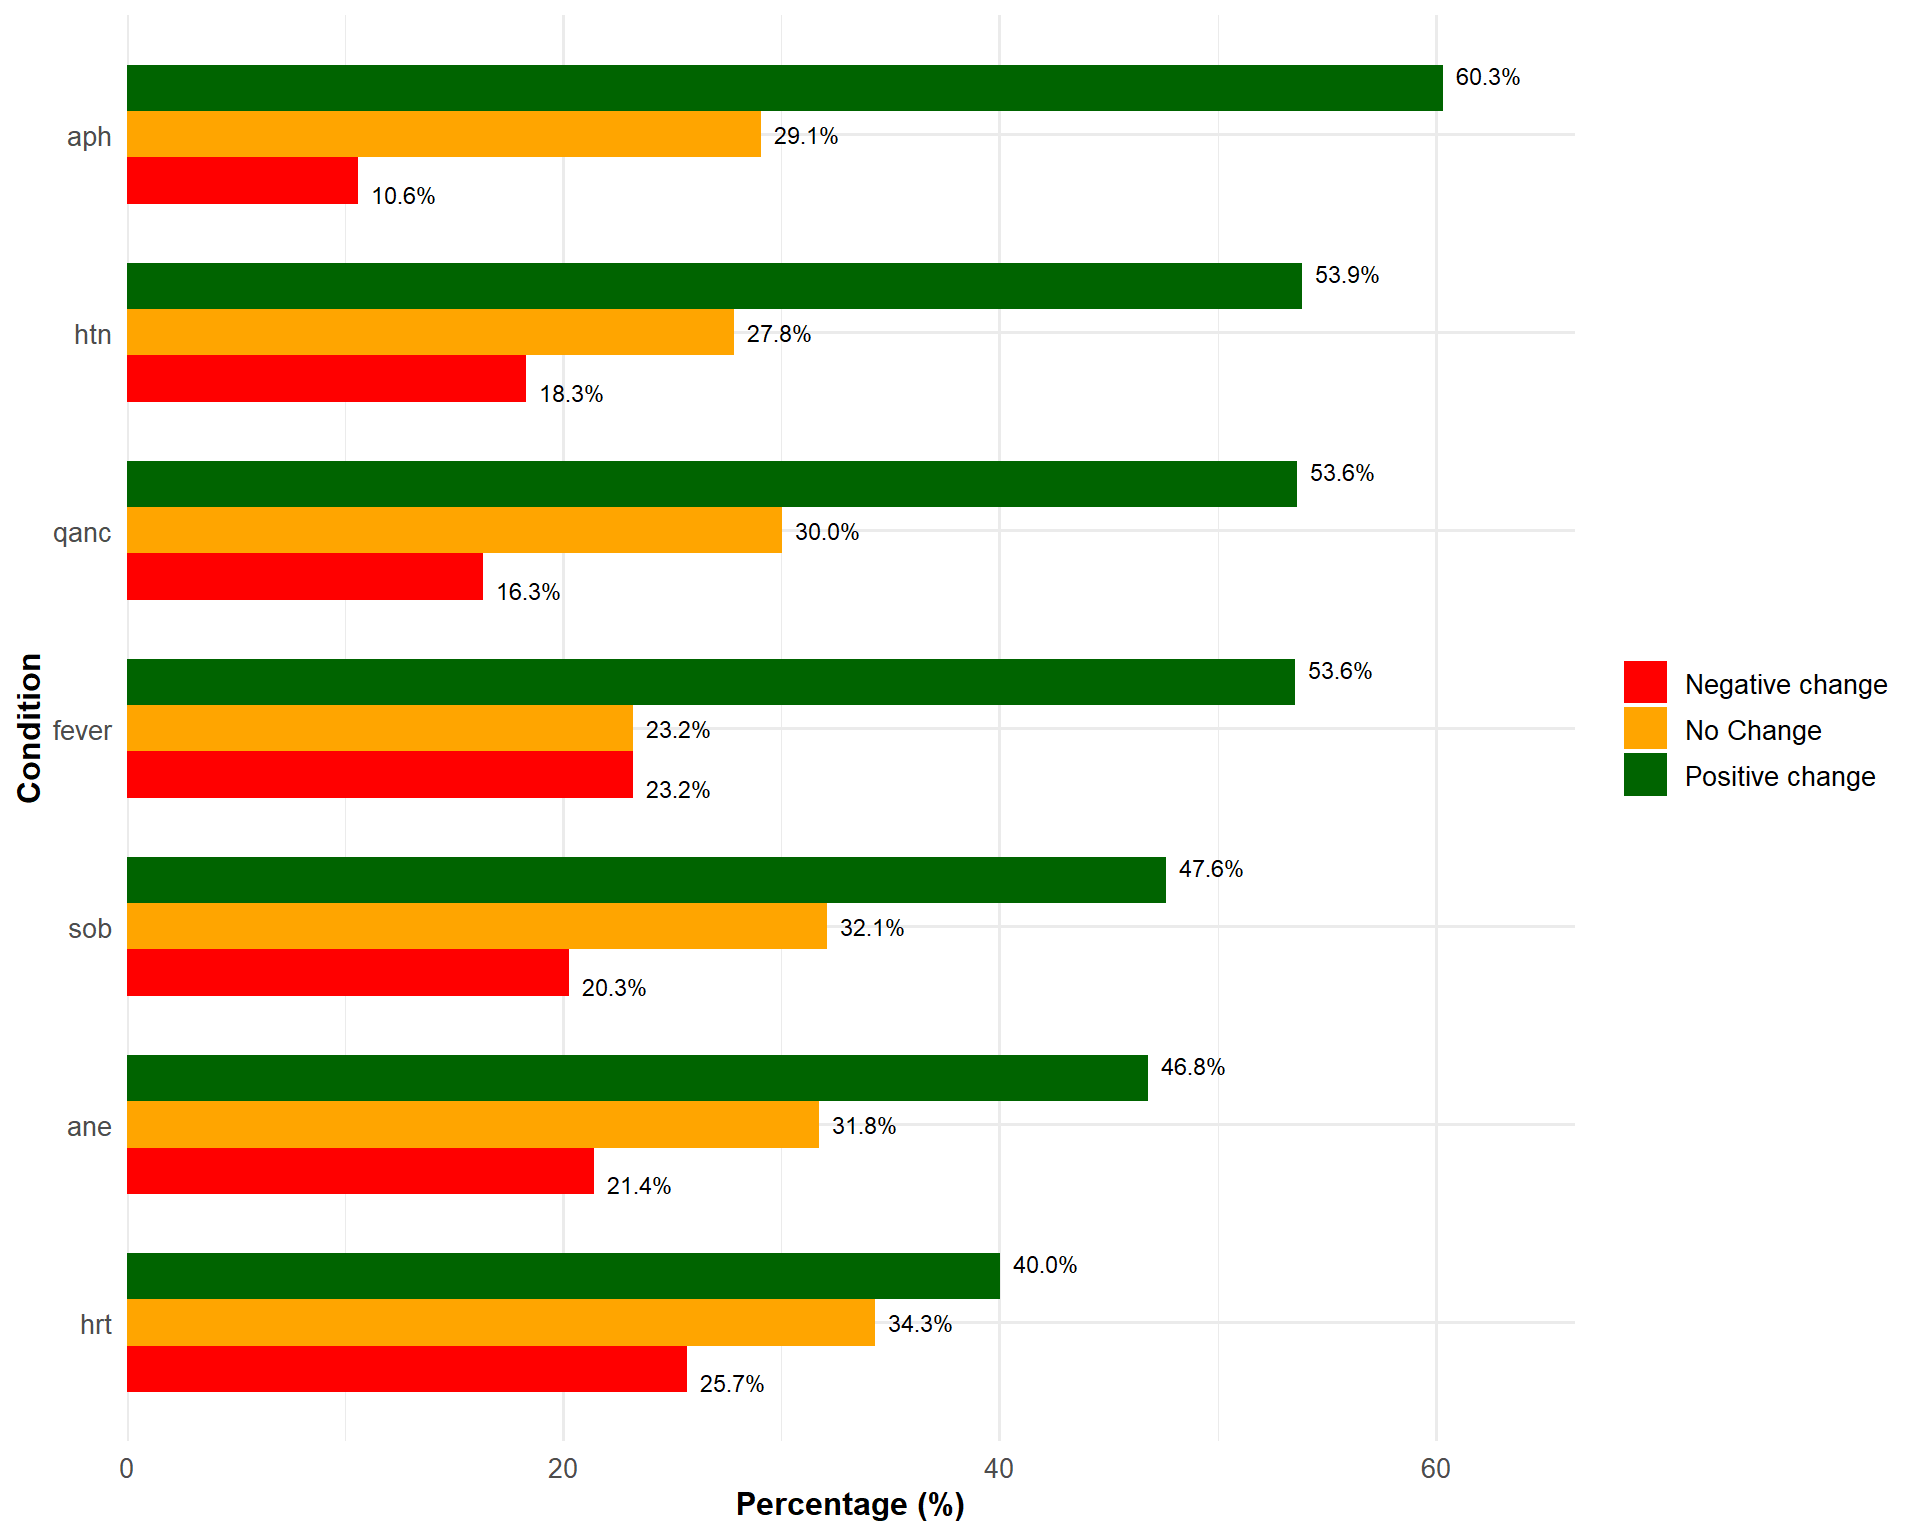 60.3%
aph
29.1%
10.6%
53.9%
htn
27.8%
18.3%
53.6%
qanc
30.0%
16.3%
53.6%
fever
23.2%
23.2%
Condition
Negative change
No Change
Positive change
47.6%
sob
32.1%
20.3%
46.8%
ane
31.8%
21.4%
40.0%
hrt
34.3%
25.7%
0 20 40 60
Percentage (%)